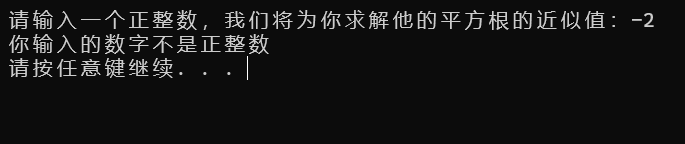 请输入一个正整数，我们将为你求解他的平方根的近似值：-2
你输入的数字不是正整数
请按任意键继续. . .